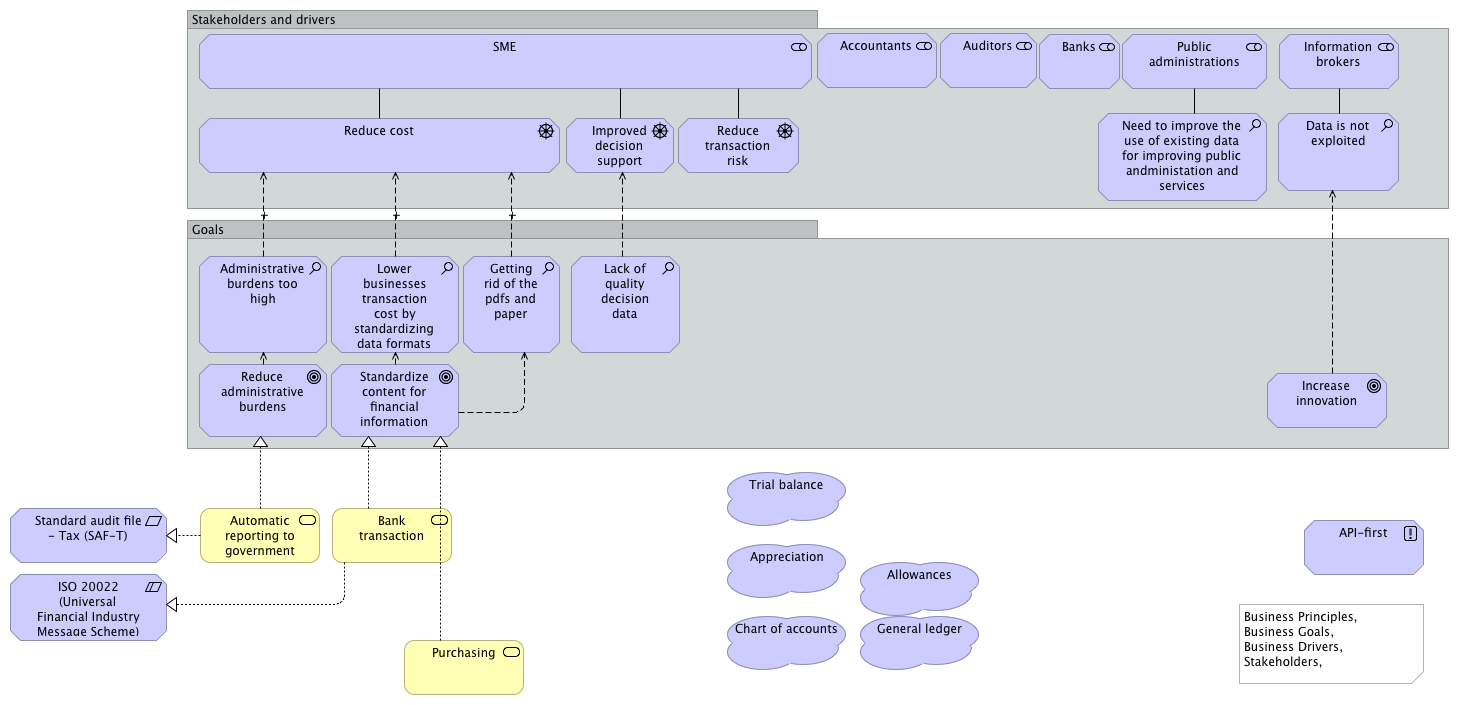 Stakeholders and drivers
SME
Accountants
Auditors
Banks
Public
administrations
Information
brokers
Reduce cost
Improved
decision
support
Reduce
transaction
risk
Need to improve the
use of existing data
for improving public
andministation and
services
Data is not
exploited
Goals
Administrative
burdens too
high
Lower
businesses
transaction
cost by
standardizing
data formats
Getting
rid of the
pdfs and
paper
Lack of
quality
decision
data
Reduce
administrative
burdens
Standardize
content for
financial
information
Increase
innovation
Trial balance
Standard audit file
- Tax (SAF-T)
Automatic
reporting to
government
Bank
transaction
API-first
Appreciation
Allowances
ISO 20022
(Universal
Financial Industry
Message Scheme)
Chart of accounts
General ledger
Business Principles,
Business Goals,
Business Drivers,
Stakeholders,
Purchasing